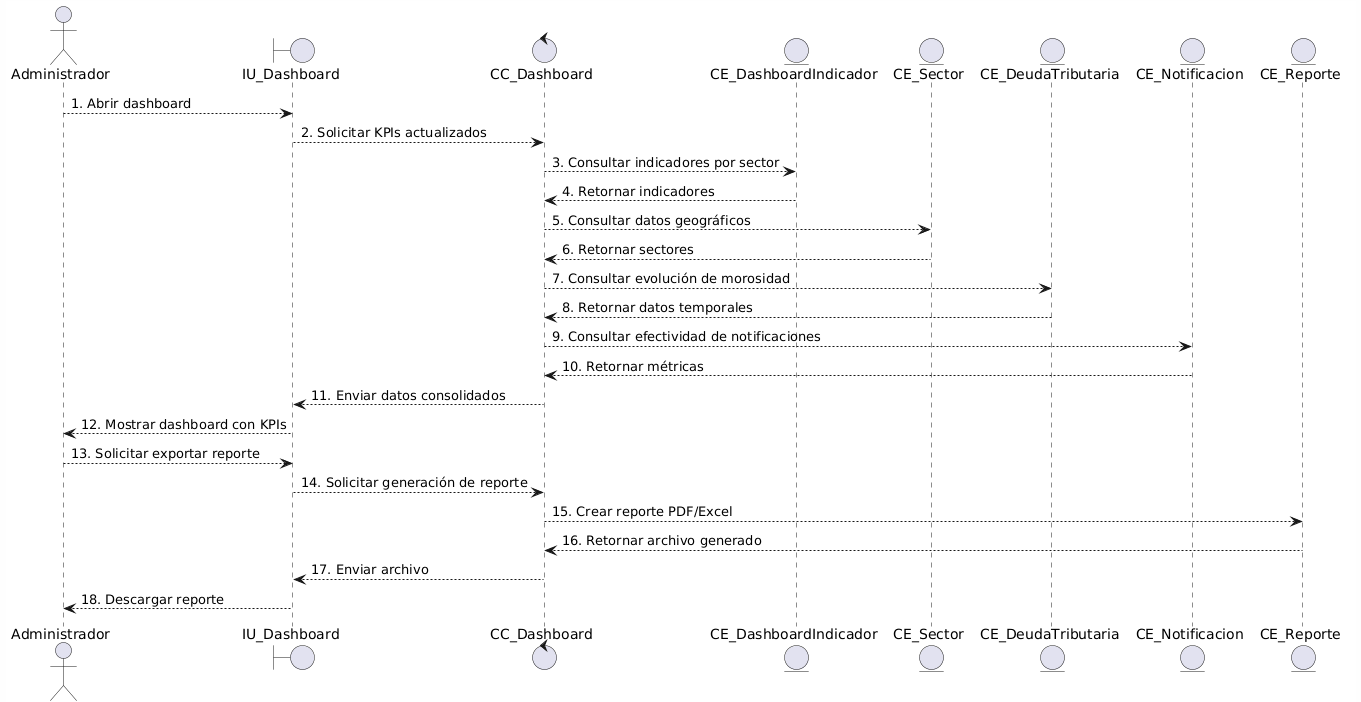 Administrador
IU_Dashboard
CC_Dashboard
CE_DashboardIndicador
CE_Sector
CE_DeudaTributaria
CE_Notificacion
CE_Reporte
1. Abrir dashboard
2. Solicitar KPIs actualizados
3. Consultar indicadores por sector
4. Retornar indicadores
5. Consultar datos geográficos
6. Retornar sectores
7. Consultar evolución de morosidad
8. Retornar datos temporales
9. Consultar efectividad de notificaciones
10. Retornar métricas
11. Enviar datos consolidados
12. Mostrar dashboard con KPIs
13. Solicitar exportar reporte
14. Solicitar generación de reporte
15. Crear reporte PDF/Excel
16. Retornar archivo generado
17. Enviar archivo
18. Descargar reporte
Administrador
IU_Dashboard
CC_Dashboard
CE_DashboardIndicador
CE_Sector
CE_DeudaTributaria
CE_Notificacion
CE_Reporte